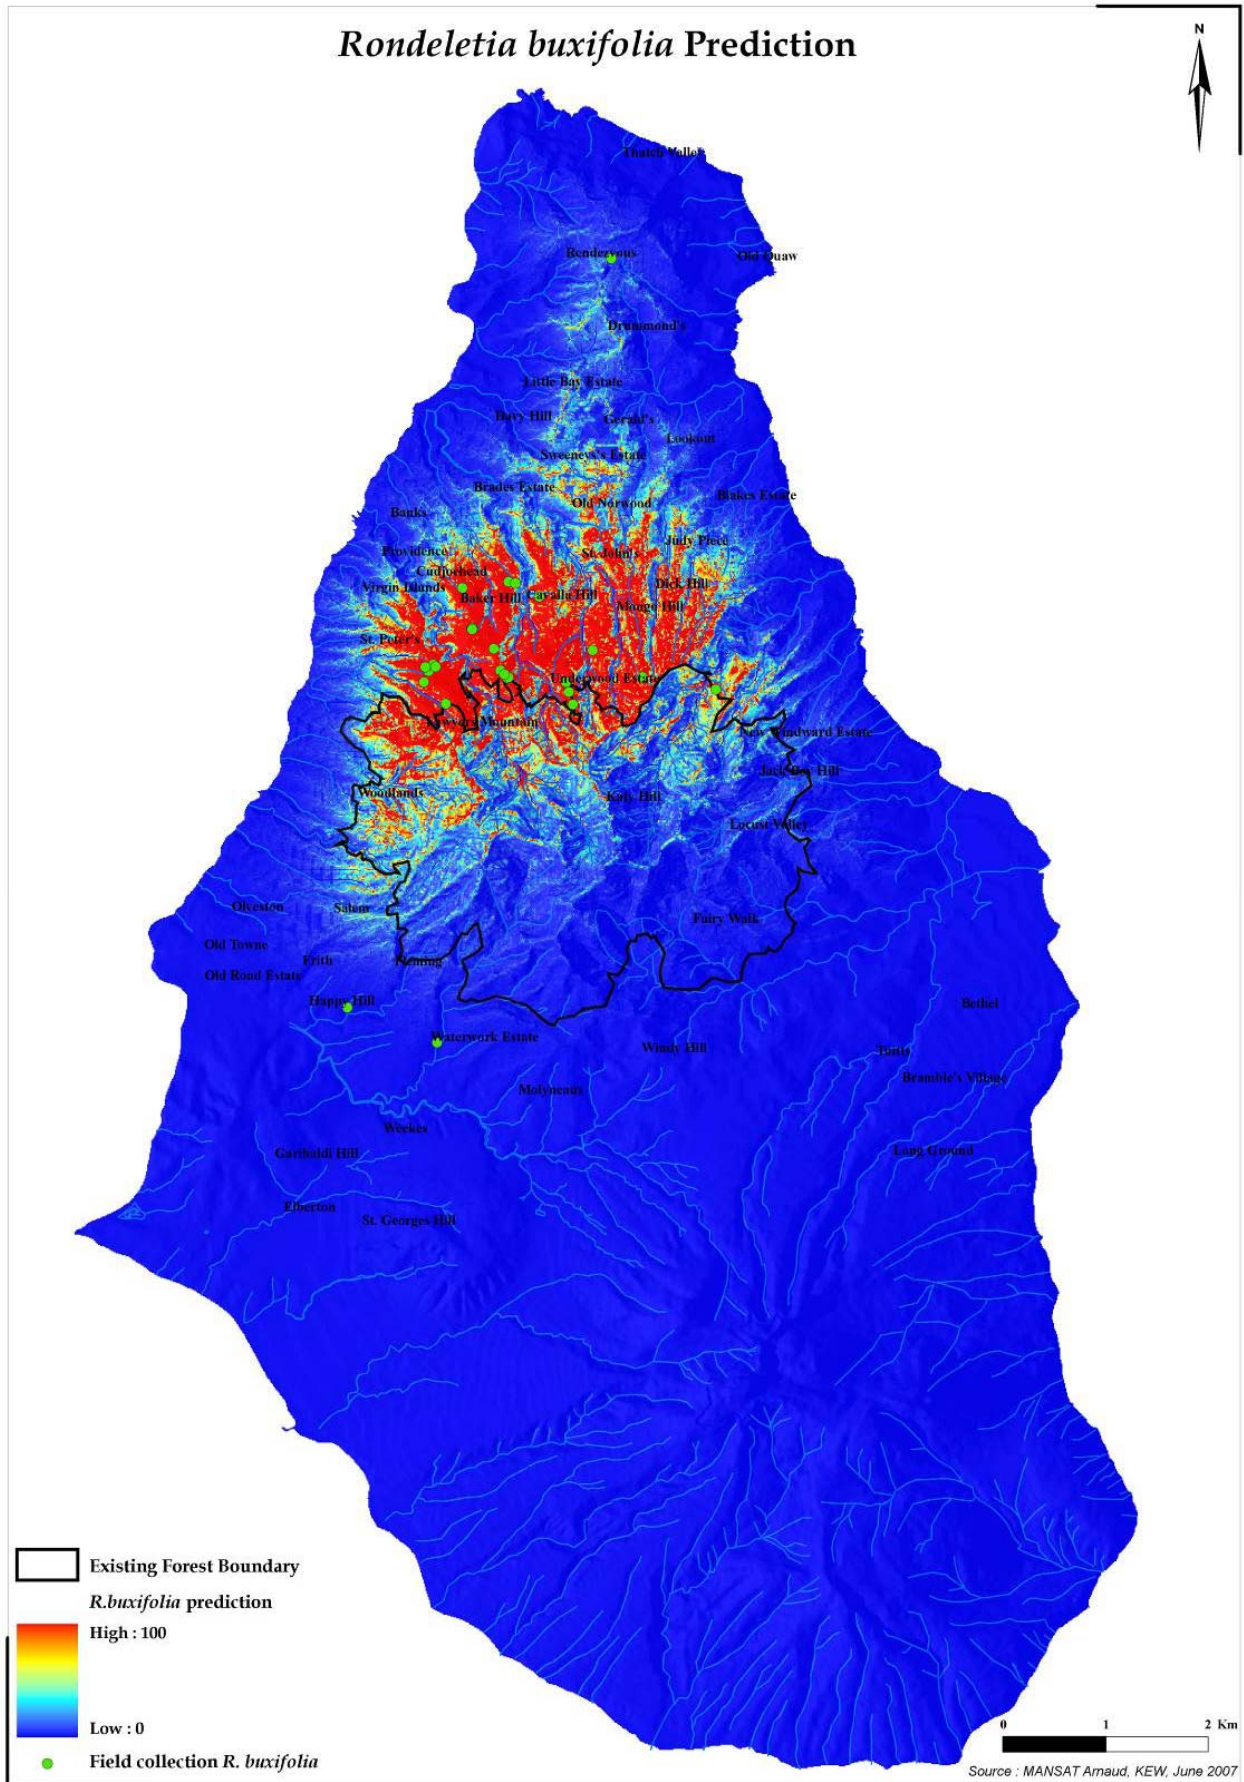 Rondeletia buxifolia Prediction
N
Thatch Valley
Rendezvous
Old Quaw
Drummond's
Little Bay Estate
Davy Hill
Gerald's
Lookout
Sweeneys's Estate
Brades Estate
Blakes Estate
Old Norwood
Banks
Judy Piece
Providence
St. John's
Cudjoehead
Dick Hill
Virgin Islands
Baker Hill
Cavalla Hill
Mongo Hill
St. Peter's
Underwood Estate
Lawyers Mountain
New Windward Estate
Jack Boy Hill
Woodlands
Katy Hill
Locust Valley
Olveston
Salem
Fairy Walk
Old Towne
Frith
Fleming
Old Road Estate
Happy Hill
Bethel
Waterwork Estate
Windy Hill
Tuitts
Bramble's Village
Molyneaux
Weekes
Garibaldi Hill
Long Ground
Elberton
St. Georges Hill
Existing Forest Boundary
R.buxifolia prediction
High : 100
Low : 0
Field collection R. buxifolia
0 1 2 Km
Source : MANSAT Arnaud, KEW, June 2007